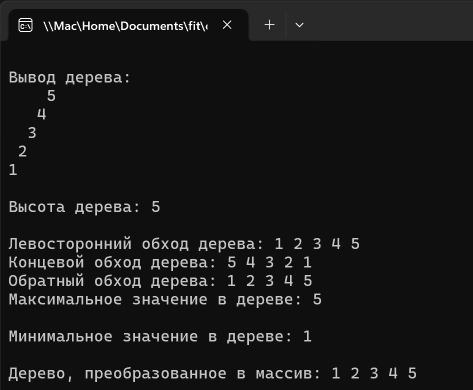 \\Mac\Home\Documents\fit\
Вывод дерева:
5
4
3
2
1
Высота дерева: 5
Левосторонний обход дерева: 1 2 3 4 5
Концевой обход дерева: 5 4 3 2 1
Обратный обход дерева: 1 2 3 4 5
Максимальное значение в дереве: 5
Минимальное значение в дереве: 1
Дерево, преобразованное в массив: 1 2 3 4 5